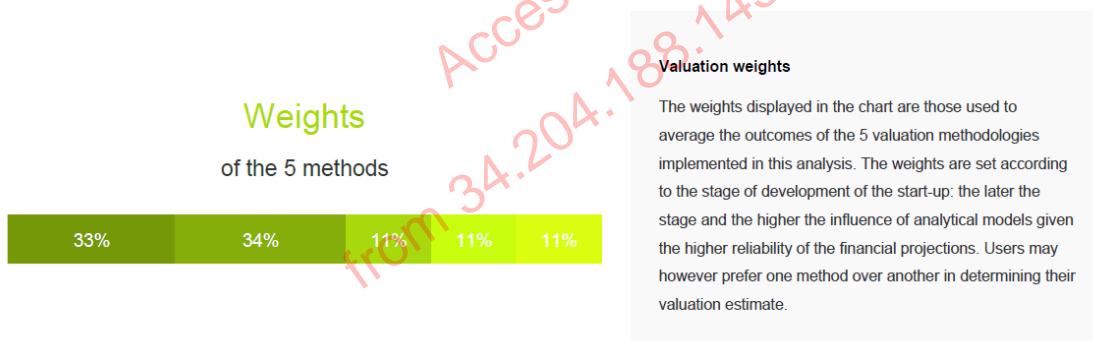 Weights
of the 5 methods
33% 34% 11% 11% 11%
Valuation weights
The weights displayed in the chart are those used to
average the outcomes of the 5 valuation methodologies
implemented in this analysis. The weights are set according
to the stage of development of the start-up: the later the
stage and the higher the influence of analytical models given
the higher reliability of the financial projections. Users may
however prefer one method over another in determining their
valuation estimate.
from 34.204.188.14